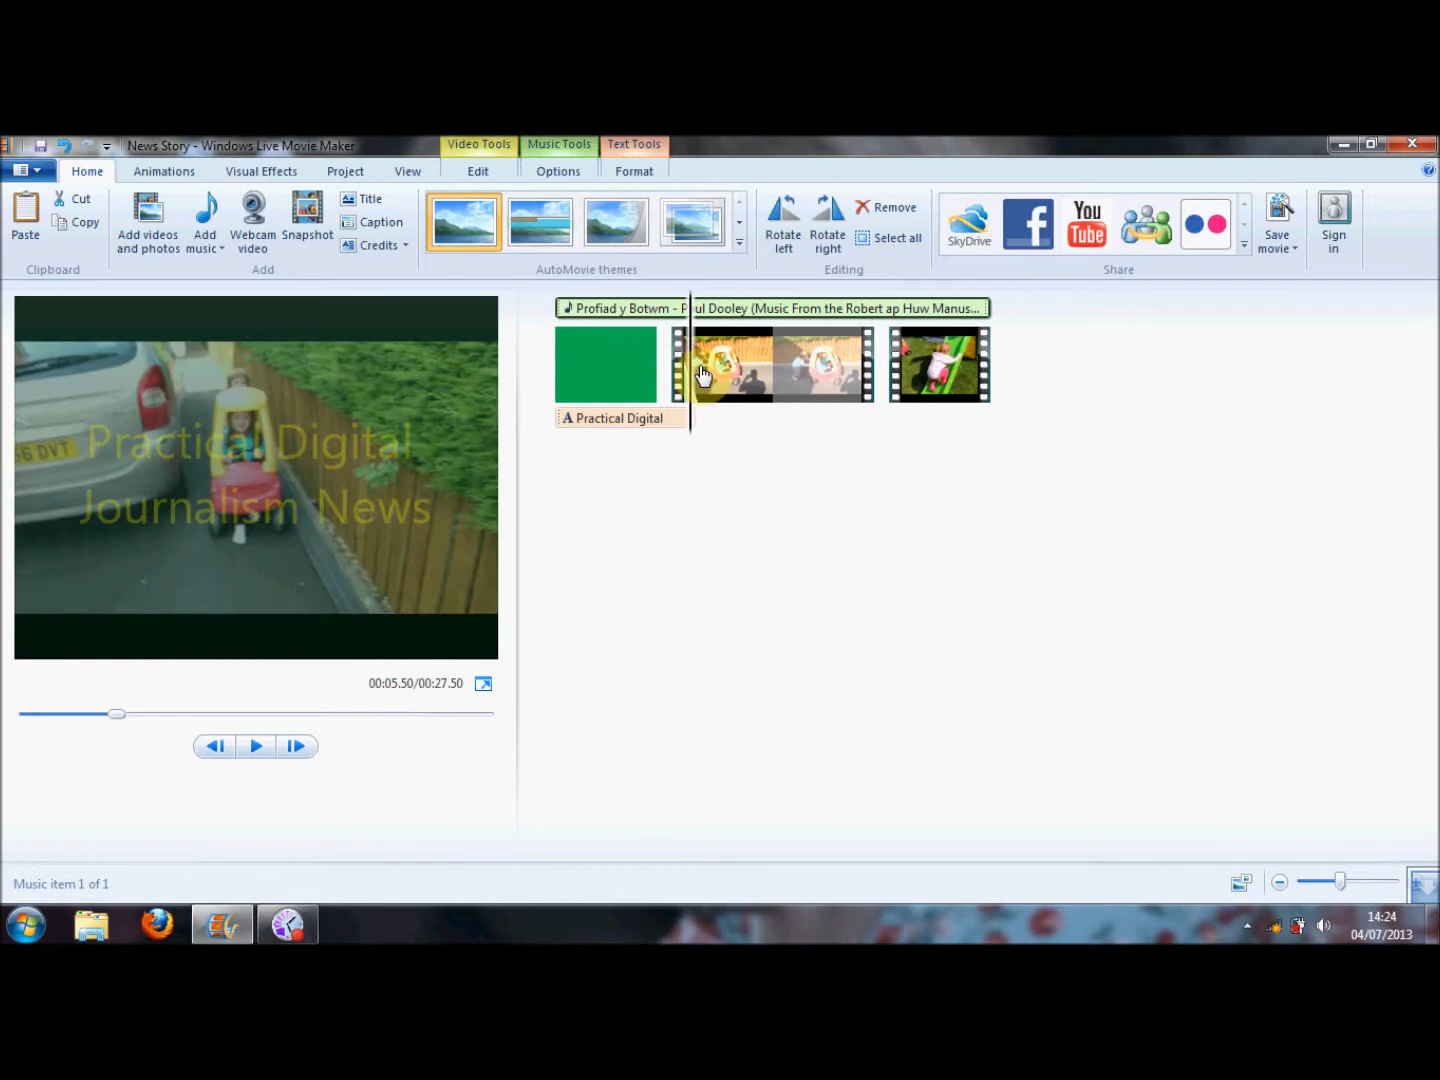 News Story - Windows Live Movie Maker
Video Tools
Music Tools
Text Tools
Home
Animations
Visual Effects
Project
View
Edit
Options
Format
Paste
Cut
Copy
Clipboard
Add videos
and photos
Add
music
Webcam
video
Snapshot
Title
Caption
Credits
Add
AutoMovie themes
Rotate
left
Rotate
right
Remove
Select all
Editing
SkyDrive
f
You
Tube
Share
Save
movie
Sign
in
Practical Digital
Journalism News
Profiad y Botwm - Paul Dooley (Music From the Robert ap Huw Manus...
A Practical Digital
00:05.50/00:27.50
Music item 1 of 1
14:24
04/07/2013